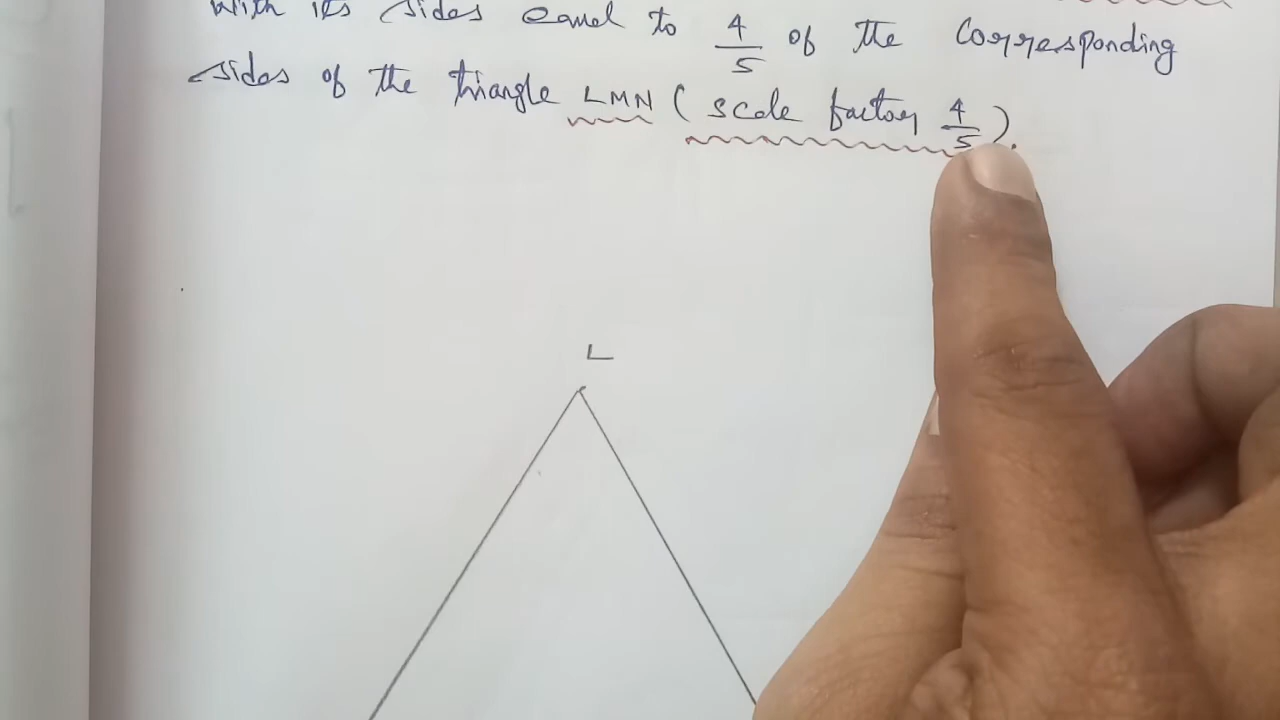 with its sides equal to 4/5 of the corresponding
sides of the triangle LMN (scale factor 4/5).
L